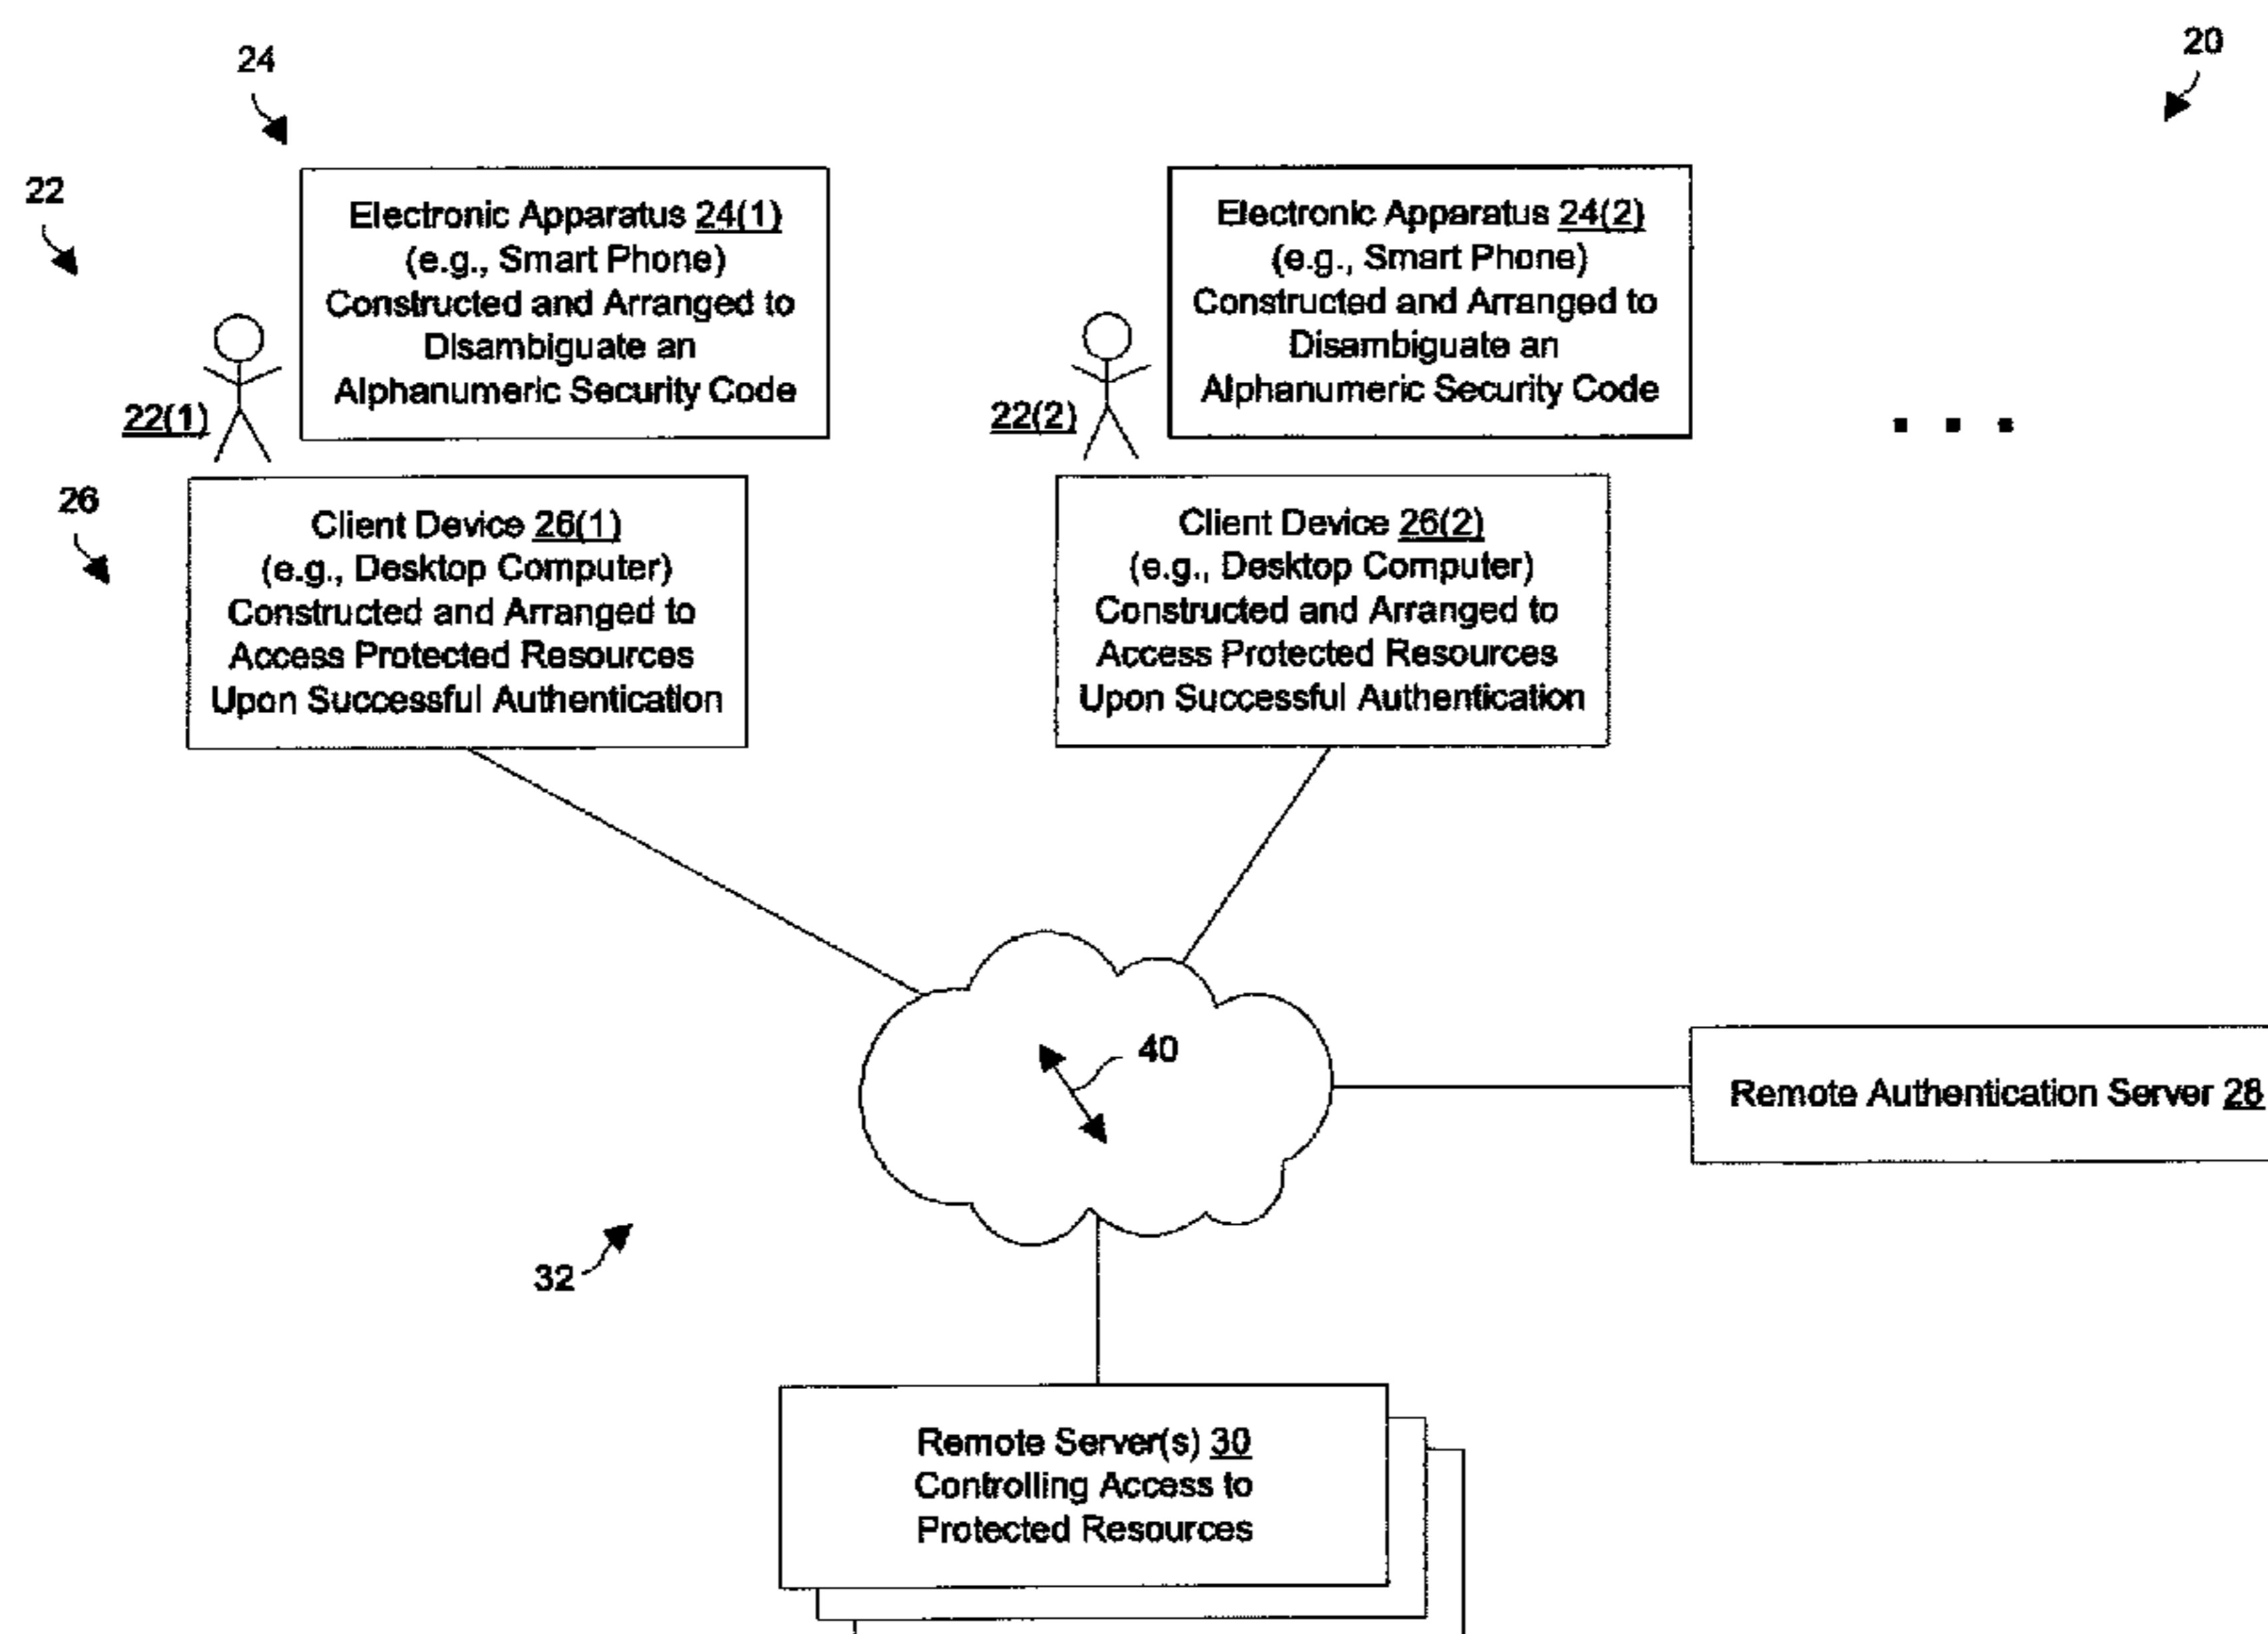 24
20
22
Electronic Apparatus 24(1)
(e.g., Smart Phone)
Constructed and Arranged to
Disambiguate an
Alphanumeric Security Code
22(1)
Electronic Apparatus 24(2)
(e.g., Smart Phone)
Constructed and Arranged to
Disambiguate an
Alphanumeric Security Code
22(2)
. . .
26
Client Device 26(1)
(e.g., Desktop Computer)
Constructed and Arranged to
Access Protected Resources
Upon Successful Authentication
Client Device 26(2)
(e.g., Desktop Computer)
Constructed and Arranged to
Access Protected Resources
Upon Successful Authentication
40
Remote Authentication Server 28
32
Remote Server(s) 30
Controlling Access to
Protected Resources